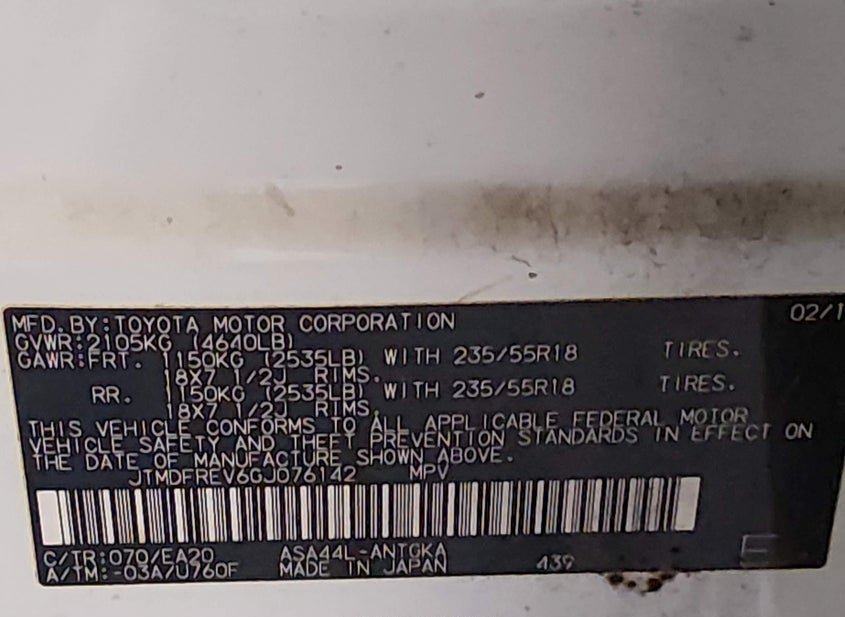 MFD. BY: TOYOTA MOTOR CORPORATION 02/1
GVWR: 2105KG (4640LB)
GAWR: FRT. 1150KG (2535LB) WITH 235/55R18 TIRES.
18X7 1/2J RIMS.
RR. 1150KG (2535LB) WITH 235/55R18 TIRES.
18X7 1/2J RIMS.
THIS VEHICLE CONFORMS TO ALL APPLICABLE FEDERAL MOTOR
VEHICLE SAFETY AND THEFT PREVENTION STANDARDS IN EFFECT ON
THE DATE OF MANUFACTURE SHOWN ABOVE.
JTMDFREV6GJ076142 MPV
C/TR: 070/EA20 ASA44L-ANTGKA
A/TM: -03A/U760F MADE IN JAPAN 439 E